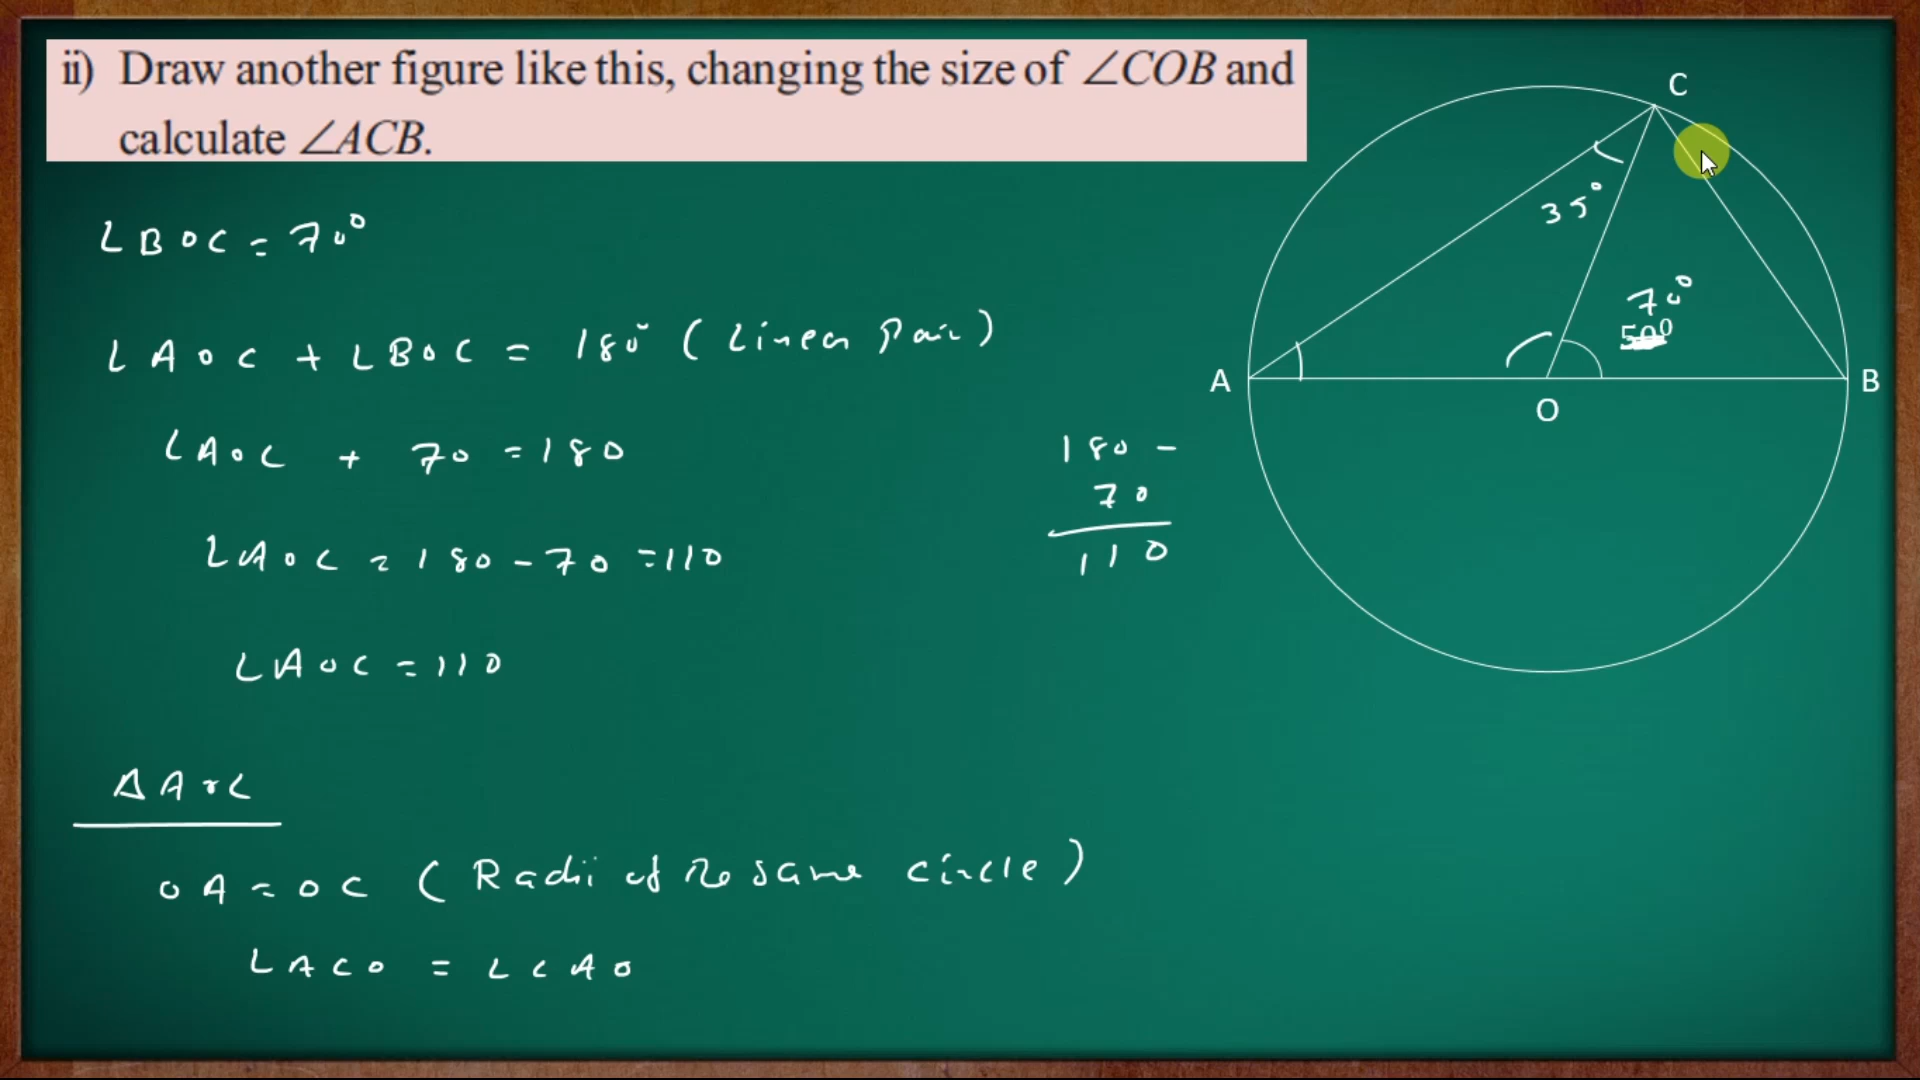 ii) Draw another figure like this, changing the size of ∠COB and
calculate ∠ACB.
∠BOC = 70°
∠AOC + ∠BOC = 180° (Linear Pair)
∠AOC + 70 = 180
∠AOC = 180 - 70 = 110
∠AOC = 110
180 -
70
110
ΔAOC
OA = OC (Radii of the same circle)
∠ACO = ∠CAO
C
35°
70°
50⁰
A
B
O